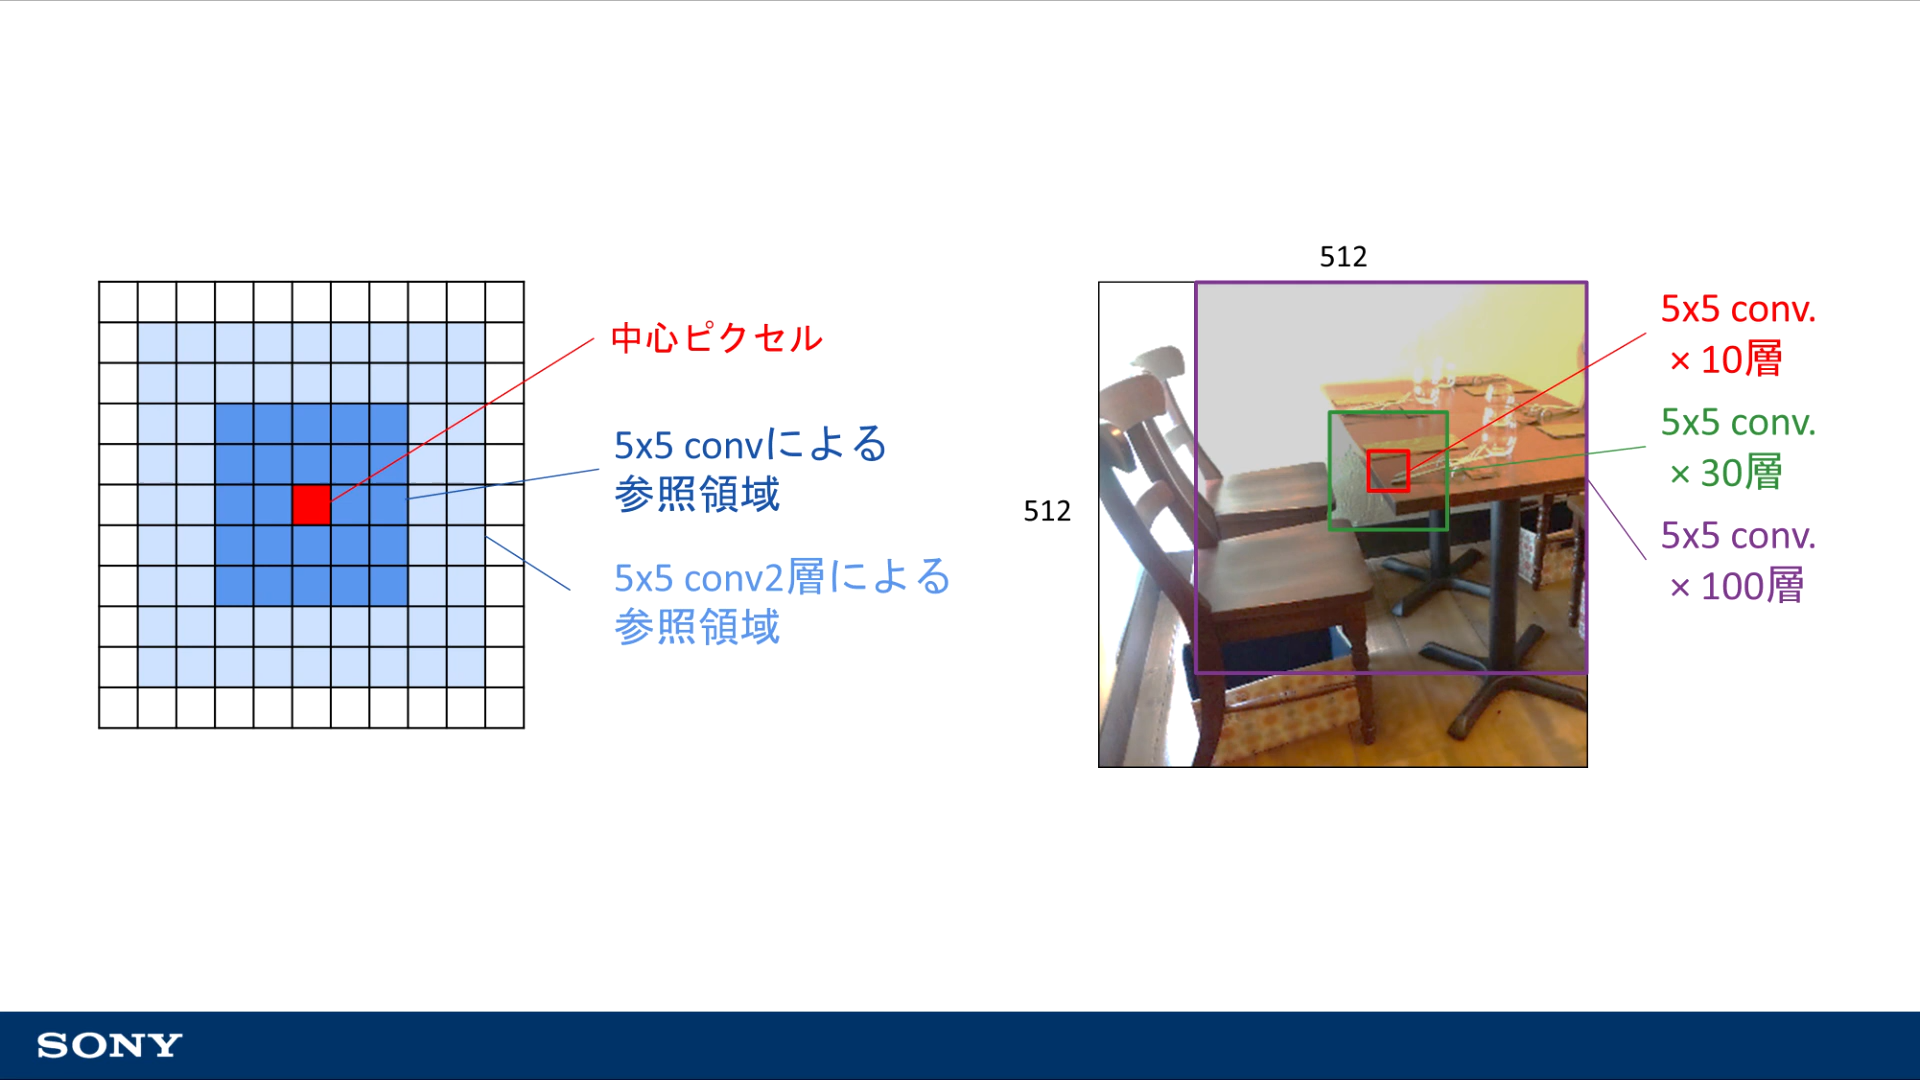 中心ピクセル
5x5 convによる
参照領域
5x5 conv2層による
参照領域
512
512
5x5 conv.
× 10層
5x5 conv.
× 30層
5x5 conv.
× 100層
SONY